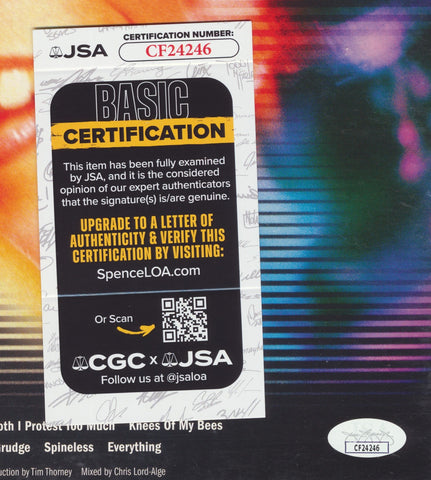 JSA
CERTIFICATION NUMBER:
CF24246
BASIC
CERTIFICATION
This item has been fully examined
by JSA, and it is the considered
opinion of our expert authenticators
that the signature(s) is/are genuine.
UPGRADE TO A LETTER OF
AUTHENTICITY & VERIFY THIS
CERTIFICATION BY VISITING:
SpenceLOA.com
Or Scan
CGC x JSA
Follow us at @jsaloa
oth I Protest Too Much Knees Of My Bees
Grudge Spineless Everything
uction by Tim Thorney Mixed by Chris Lord-Alge
CF24246